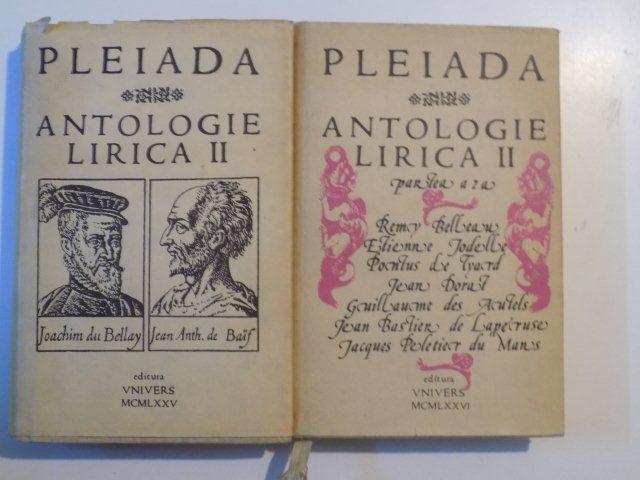 PLEIADA
ANTOLOGIE
LIRICA II
Joachim du Bellay
Jean Anth. de Baïf
editura
VNIVERS
MCMLXXV
PLEIADA
ANTOLOGIE
LIRICA II
partea a 2 a
Remy Belleau
Etienne Jodelle
Pontus de Tyard
Jean Dorat
Guillaume des Autels
Jean Bastier de Laperuse
Jacques Peletier du Mans
editura
VNIVERS
MCMLXXVI